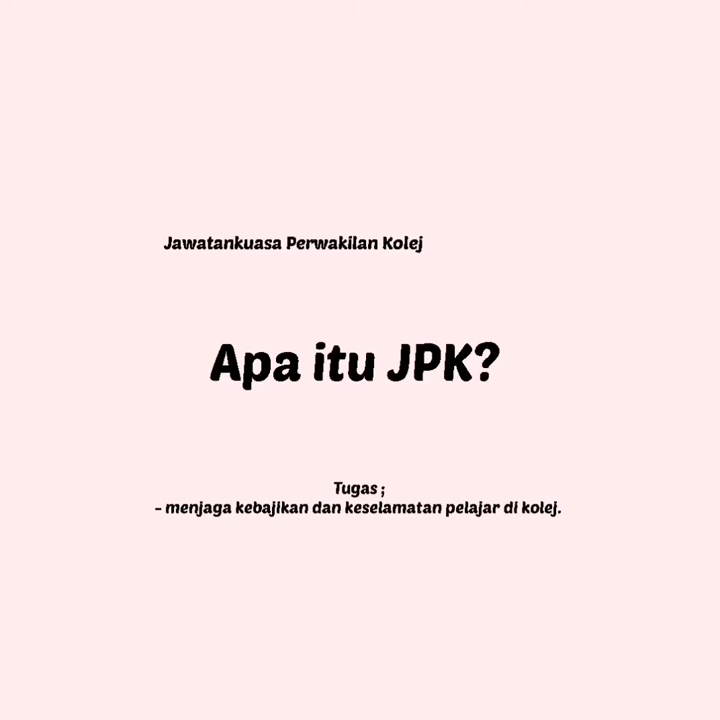 Jawatankuasa Perwakilan Kolej
Apa itu JPK?
Tugas ;
- menjaga kebajikan dan keselamatan pelajar di kolej.